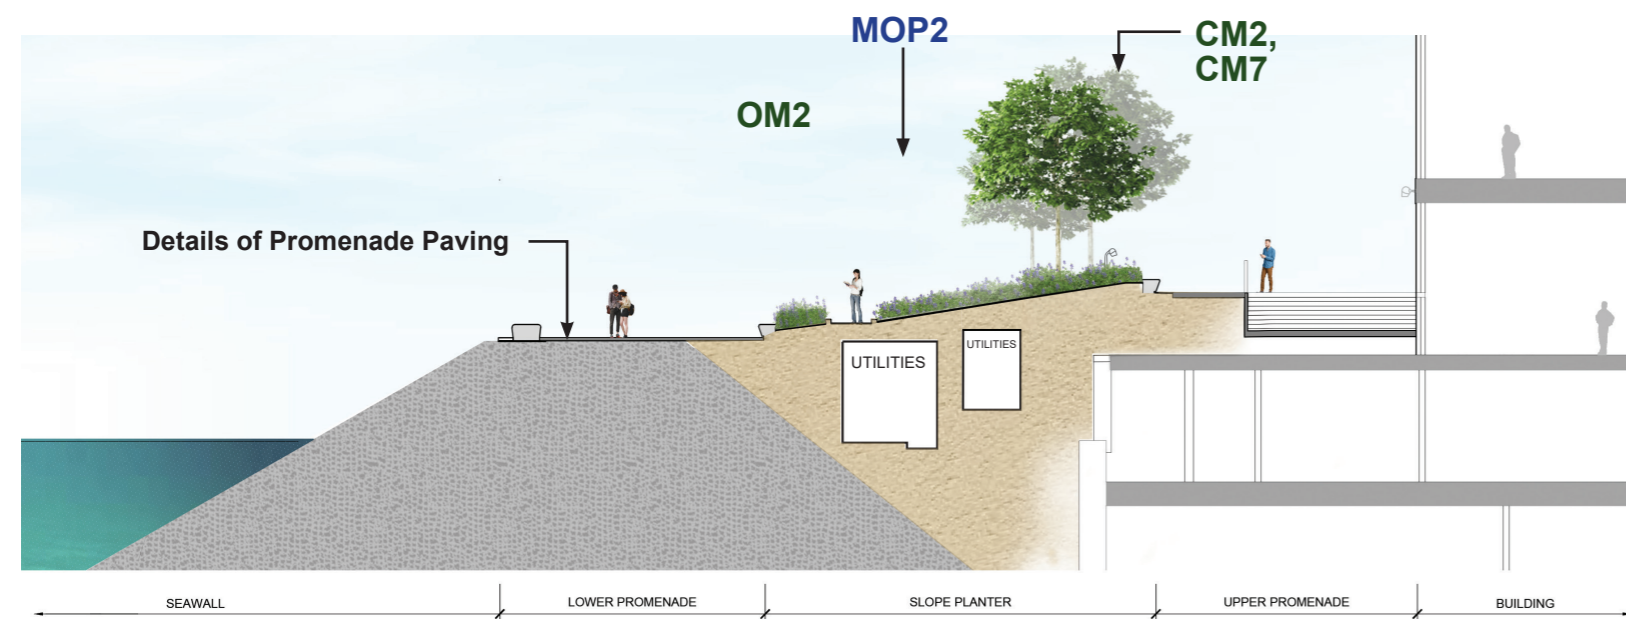 MOP2
CM2,
CM7
OM2
Details of Promenade Paving
UTILITIES
UTILITIES
SEAWALL
LOWER PROMENADE
SLOPE PLANTER
UPPER PROMENADE
BUILDING